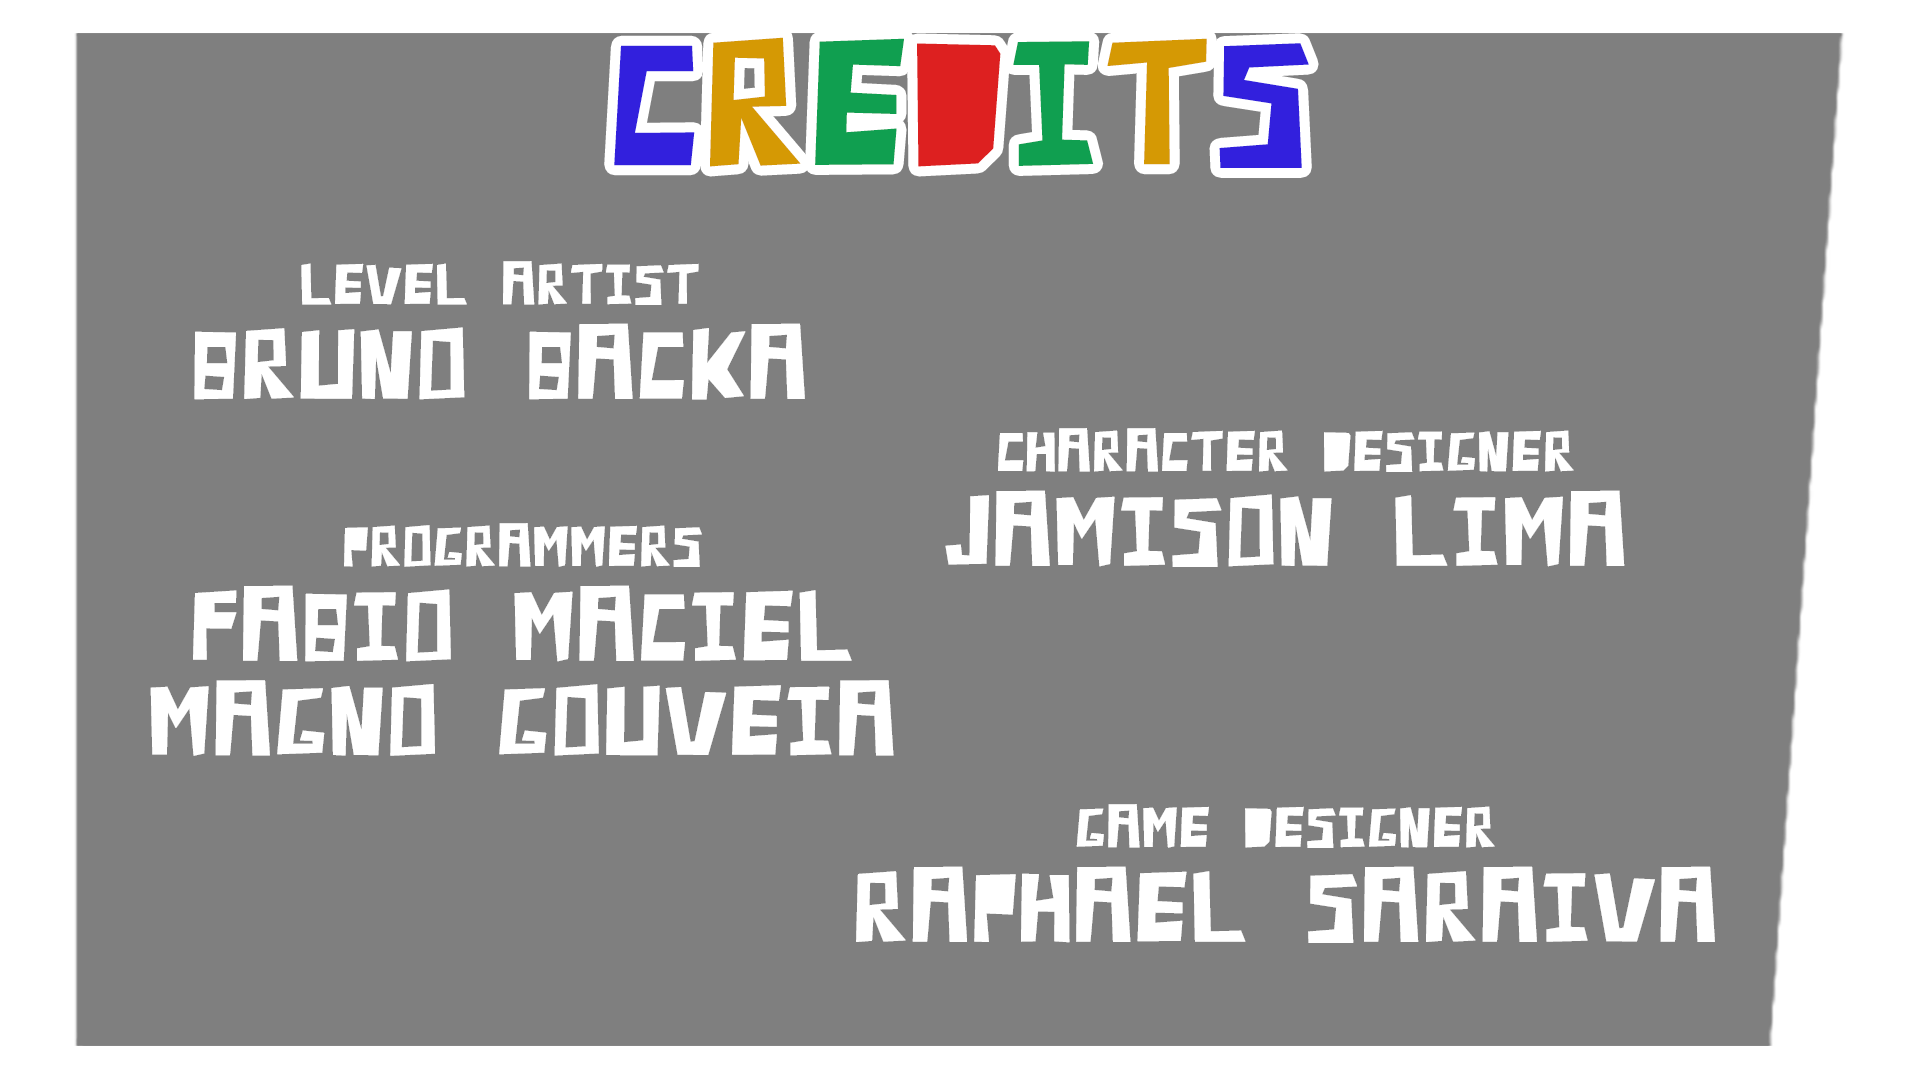 CREDITS
LEVEL ARTIST
BRUNO BACKA
CHARACTER DESIGNER
JAMISON LIMA
PROGRAMMERS
FABIO MACIEL
MAGNO GOUVEIA
GAME DESIGNER
RAPHAEL SARAIVA